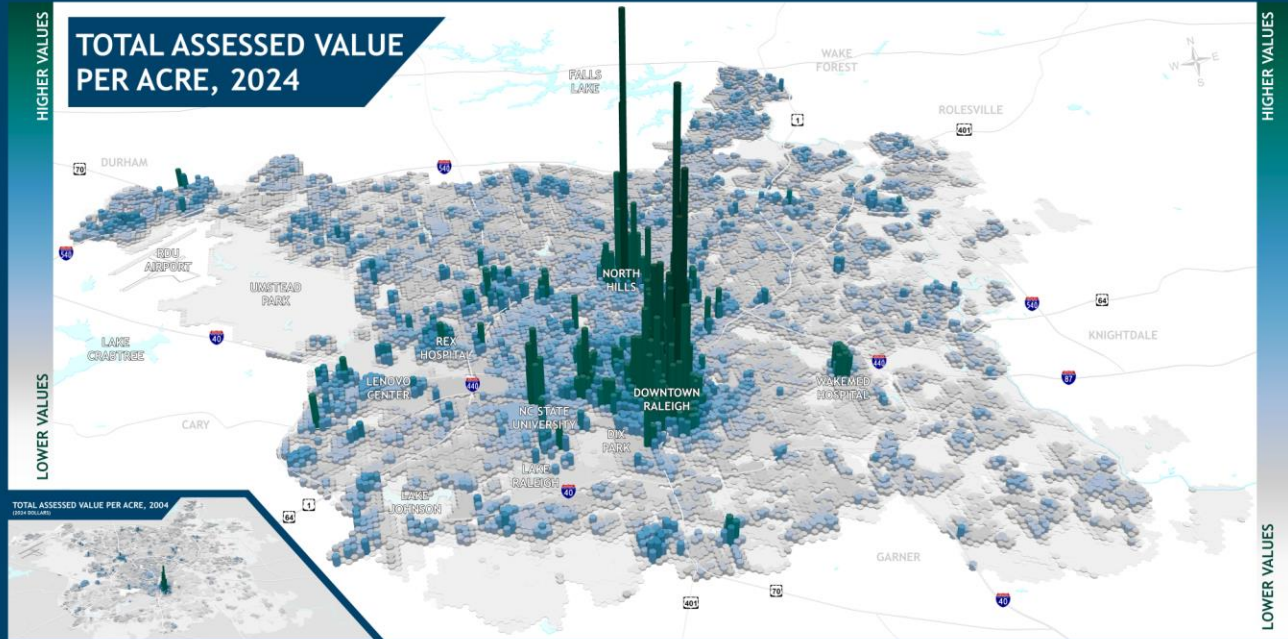 HIGHER VALUES
LOWER VALUES
TOTAL ASSESSED VALUE
PER ACRE, 2024
HIGHER VALUES
LOWER VALUES
N
W E
S
FALLS
LAKE
WAKE
FOREST
ROLESVILLE
1
401
70
DURHAM
540
540
RDU
AIRPORT
UMSTEAD
PARK
NORTH
HILLS
64
540
KNIGHTDALE
LAKE
CRABTREE
40
REX
HOSPITAL
440
87
LENOVO
CENTER
440
WAKEMED
HOSPITAL
DOWNTOWN
RALEIGH
CARY
NC STATE
UNIVERSITY
DIX
PARK
LAKE
RALEIGH
40
LAKE
JOHNSON
1
64
GARNER
70
401
40
TOTAL ASSESSED VALUE PER ACRE, 2004
(2024 DOLLARS)